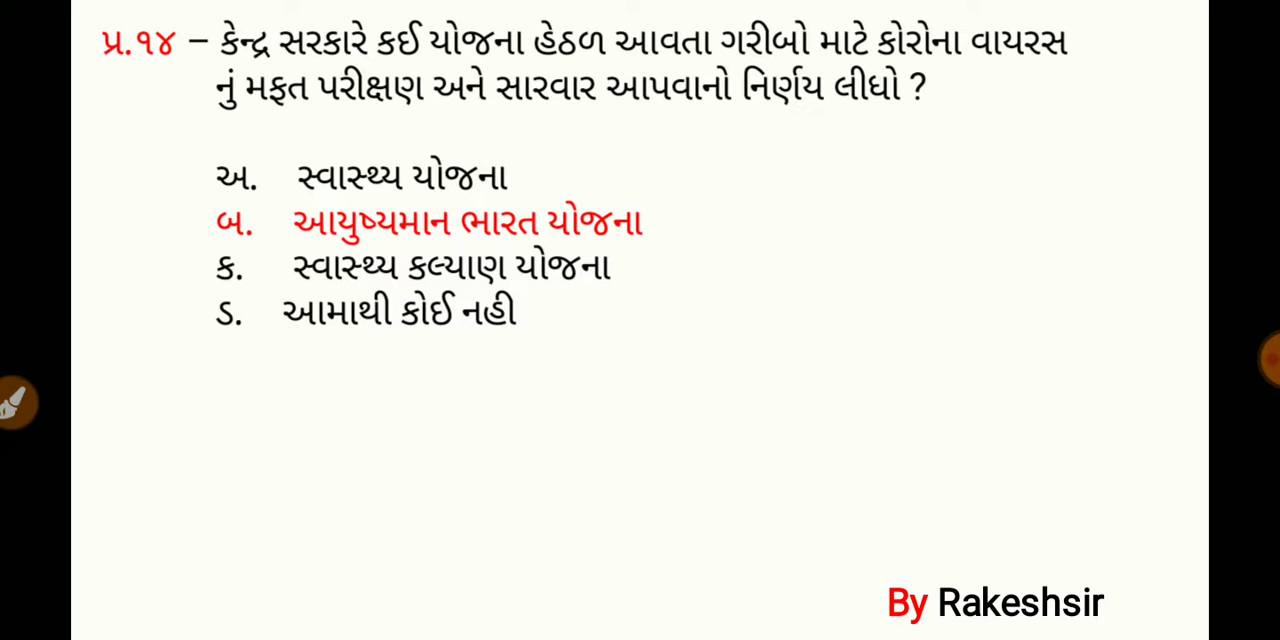 પ્ર.૧૪ – કેન્દ્ર સરકારે કઈ યોજના હેઠળ આવતા ગરીબો માટે કોરોના વાયરસ
નું મફત પરીક્ષણ અને સારવાર આપવાનો નિર્ણય લીધો ?
અ. સ્વાસ્થ્ય યોજના
બ. આયુષ્યમાન ભારત યોજના
ક. સ્વાસ્થ્ય કલ્યાણ યોજના
ડ. આમાથી કોઈ નહી
By Rakeshsir